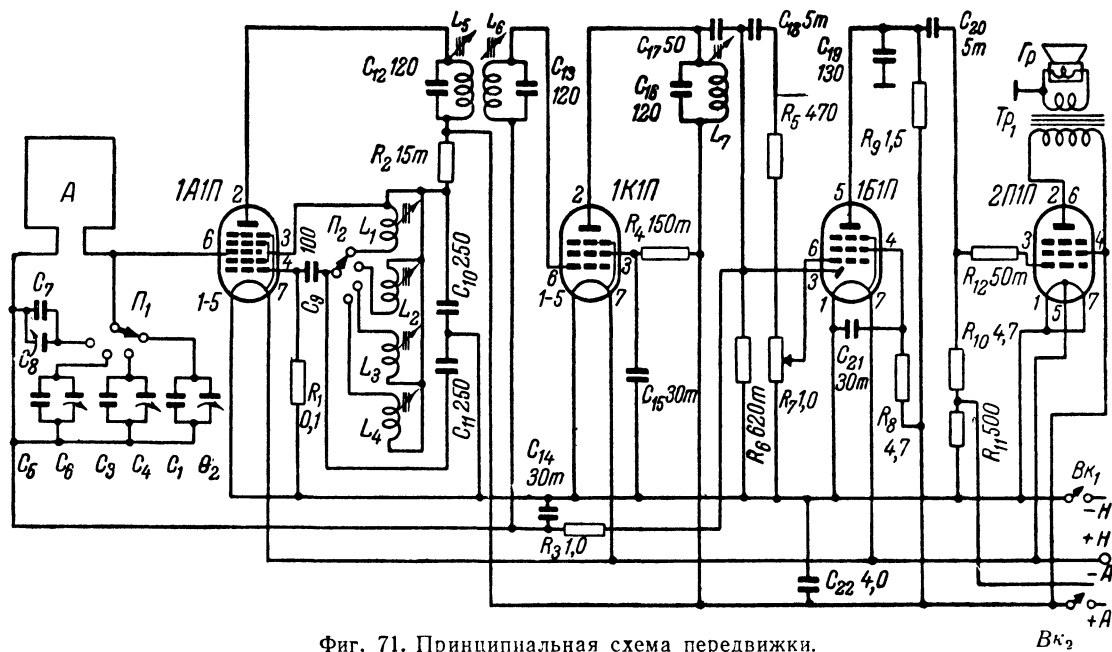 A
C7
C8
П1
C5 C6 C3 C4 C1 Θ2
1А1П
2
6
3
4
1-5
7
C12 120
L5
L6
C13 120
R2 15т
П2
100
C9
L1
L2
L3
L4
R1 0,1
C10 250
C11 250
C14 30т
R3 1,0
1К1П
2
6
3
1-5
7
R4 150т
C15 30т
C17 50
C16 120
L7
C18 5т
R5 470
R6 620т
R7 1,0
1Б1П
5
6
3
4
1
7
C19 130
R9 1,5
C20 5т
C21 30т
R8 4,7
C22 4,0
2П1П
2
6
3
4
1
5
7
R12 50т
R10 4,7
R11,500
Гр
Тр1
Вк1
-Н
+Н
-А
+А
Вк2
Фиг. 71. Принципиальная схема передвижки.